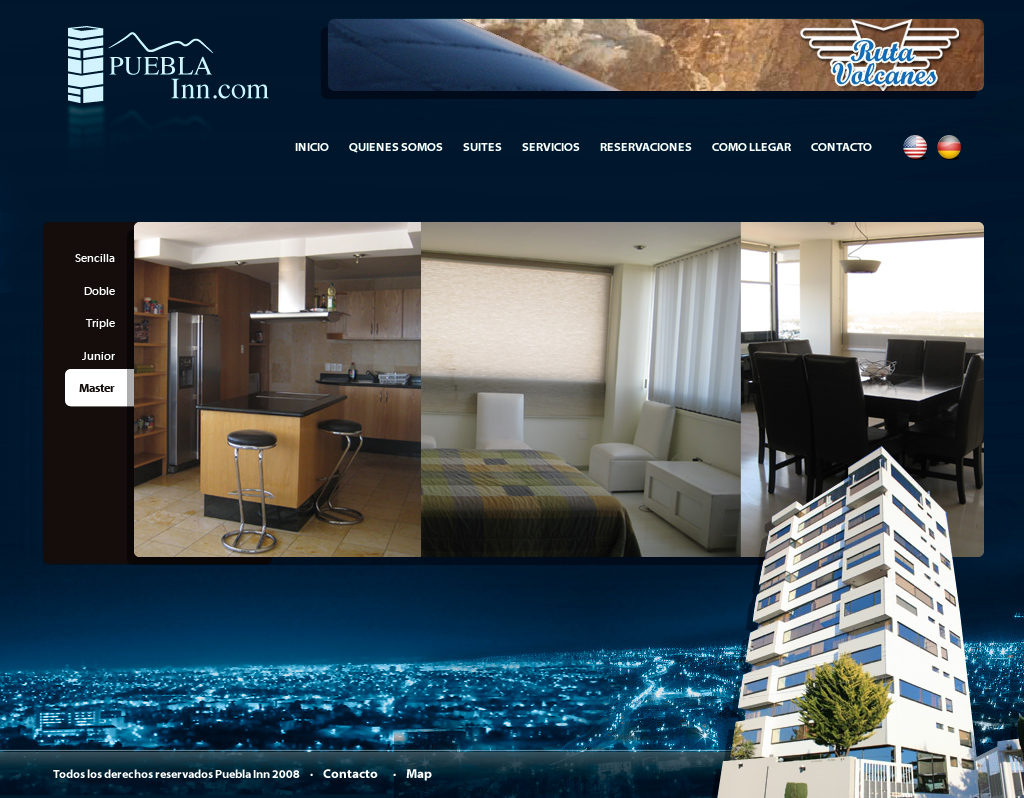 PUEBLA
Inn.com
Ruta
Volcanes
INICIO QUIENES SOMOS SUITES SERVICIOS RESERVACIONES COMO LLEGAR CONTACTO
Sencilla
Doble
Triple
Junior
Master
Todos los derechos reservados Puebla Inn 2008 · Contacto · Map